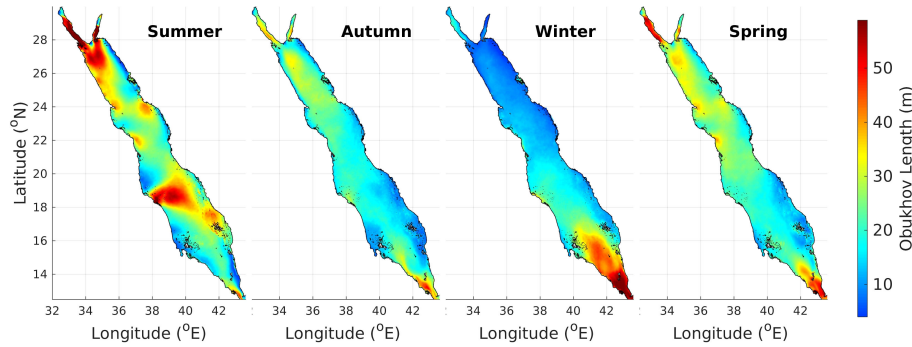 Summer
Autumn
Winter
Spring
28
26
24
22
20
18
16
14
Latitude (°N)
32 34 36 38 40 42
34 36 38 40 42
34 36 38 40 42
34 36 38 40 42
Longitude (°E)
Longitude (°E)
Longitude (°E)
Longitude (°E)
50
40
30
20
10
Obukhov Length (m)